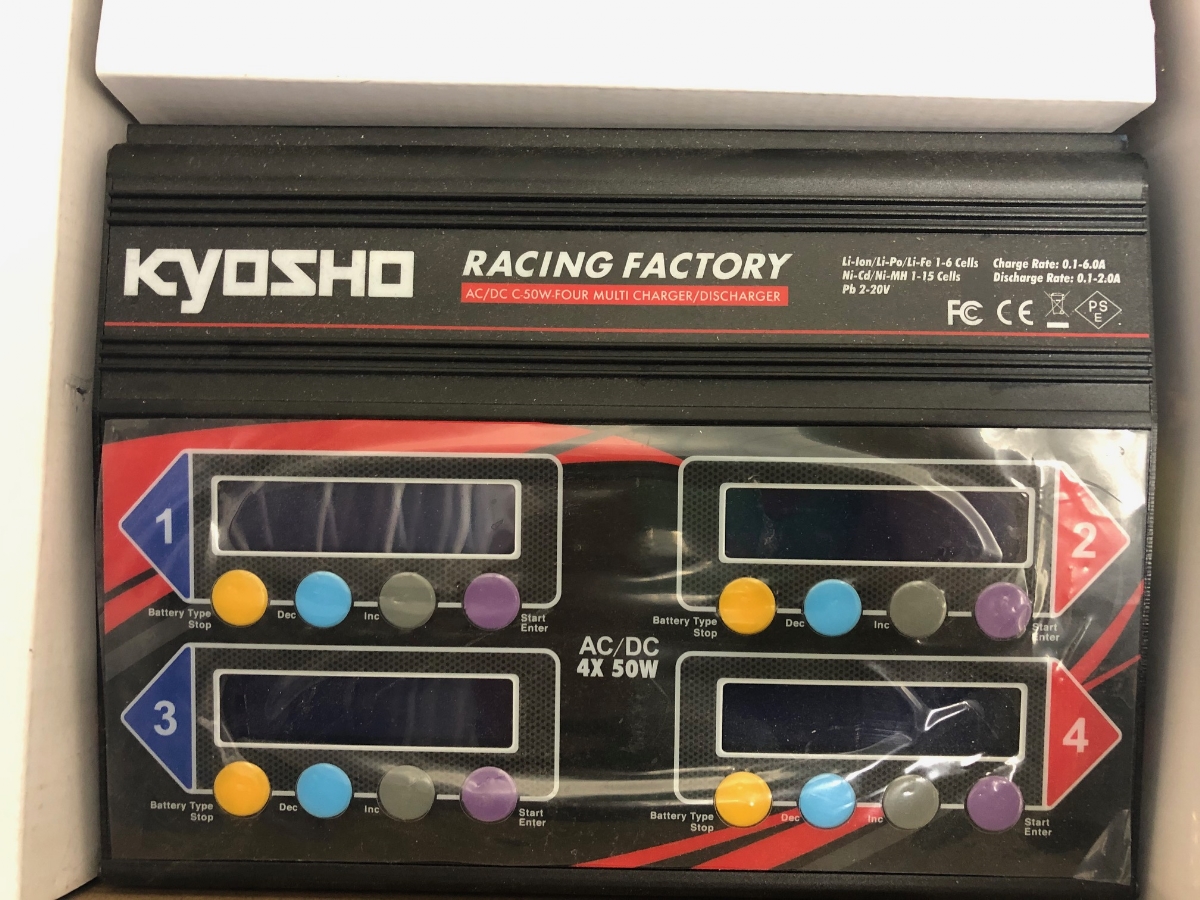 KYOSHO
RACING FACTORY
AC/DC C-50W-FOUR MULTI CHARGER/DISCHARGER
Li-Ion/Li-Po/Li-Fe 1-6 Cells
Ni-Cd/Ni-MH 1-15 Cells
Pb 2-20V
Charge Rate: 0.1-6.0A
Discharge Rate: 0.1-2.0A
FC CE
PS
E
1
Battery Type
Stop
Dec
Inc
Start
Enter
2
Battery Type
Stop
Dec
Inc
Start
Enter
AC/DC
4X 50W
3
Battery Type
Stop
Dec
Inc
Start
Enter
4
Battery Type
Stop
Dec
Inc
Start
Enter